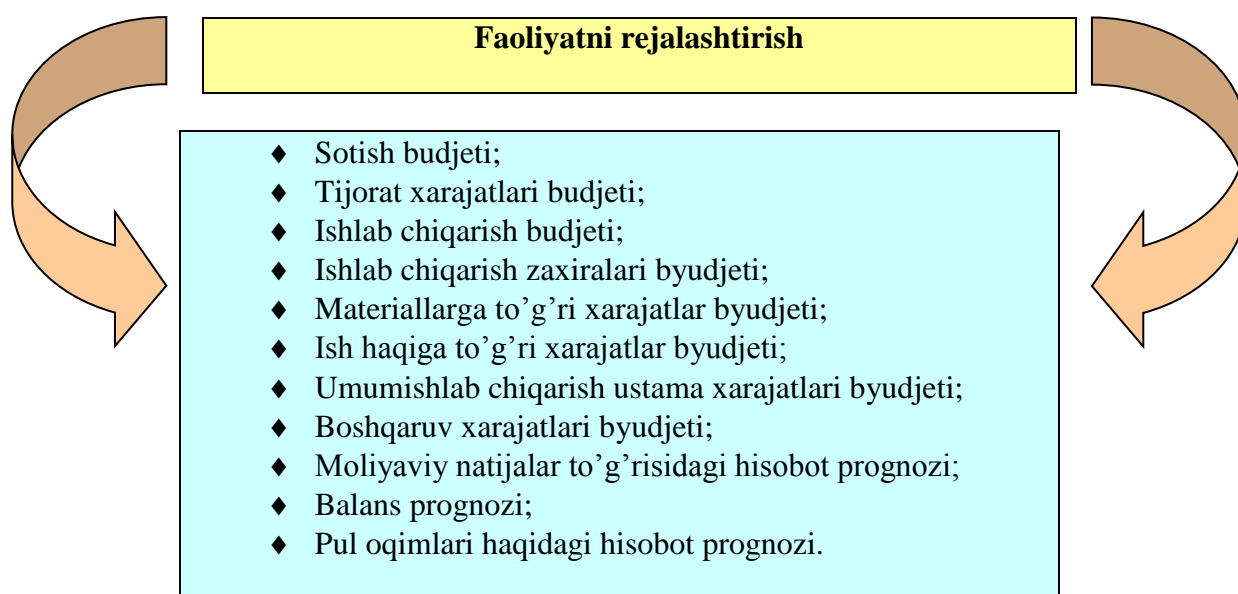 Faoliyatni rejalashtirish
♦ Sotish budjeti;
♦ Tijorat xarajatlari budjeti;
♦ Ishlab chiqarish budjeti;
♦ Ishlab chiqarish zaxiralari byudjeti;
♦ Materiallarga to’g’ri xarajatlar byudjeti;
♦ Ish haqiga to’g’ri xarajatlar byudjeti;
♦ Umumishlab chiqarish ustama xarajatlari byudjeti;
♦ Boshqaruv xarajatlari byudjeti;
♦ Moliyaviy natijalar to’g’risidagi hisobot prognozi;
♦ Balans prognozi;
♦ Pul oqimlari haqidagi hisobot prognozi.